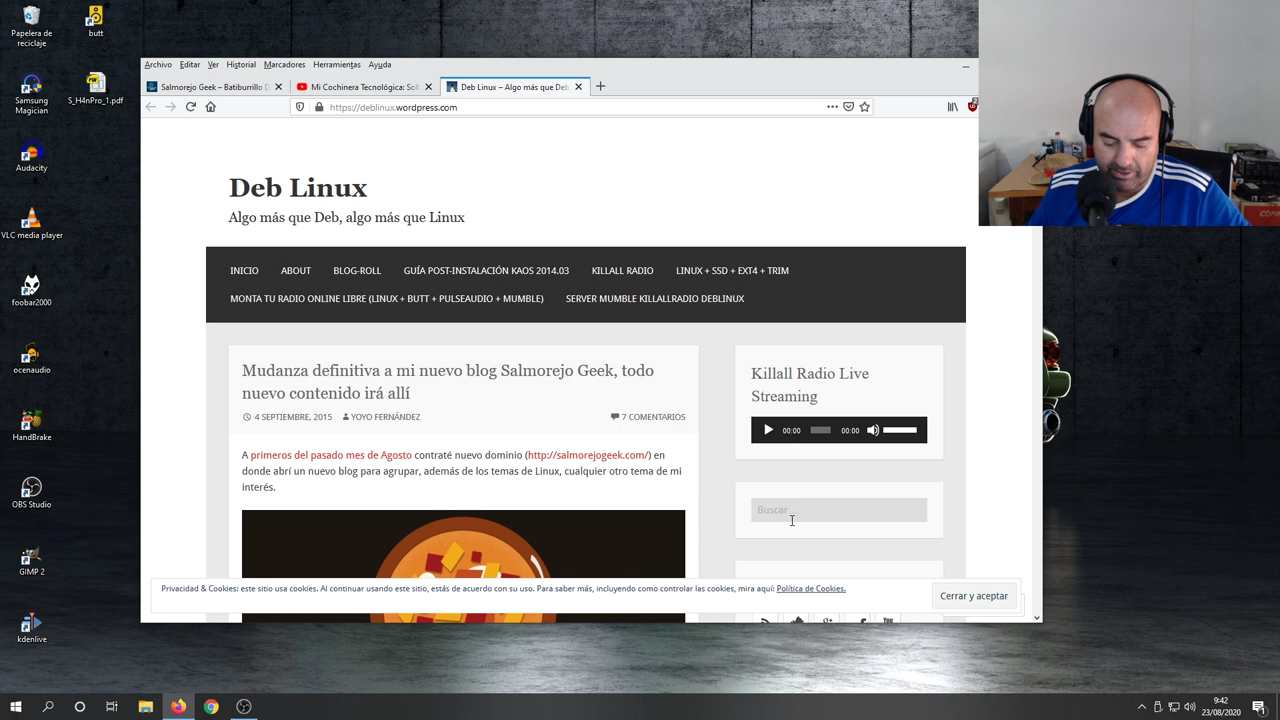 Papelera de
reciclaje
butt
Samsung
Magician
S_H4nPro_1.pdf
Audacity
VLC media player
foobar2000
ocenaudio
HandBrake
OBS Studio
GIMP 2
kdenlive
Archivo Editar Ver Historial Marcadores Herramientas Ayuda
Salmorejo Geek – Batiburrillo D
Mi Cochinera Tecnológica: Sof
Deb Linux – Algo más que Deb,
https://deblinux.wordpress.com
Deb Linux
Algo más que Deb, algo más que Linux
INICIO ABOUT BLOG-ROLL GUÍA POST-INSTALACIÓN KAOS 2014.03 KILLALL RADIO LINUX + SSD + EXT4 + TRIM
MONTA TU RADIO ONLINE LIBRE (LINUX + BUTT + PULSEAUDIO + MUMBLE) SERVER MUMBLE KILLALLRADIO DEBLINUX
Mudanza definitiva a mi nuevo blog Salmorejo Geek, todo
nuevo contenido irá allí
4 SEPTIEMBRE, 2015 YOYO FERNÁNDEZ 7 COMENTARIOS
A primeros del pasado mes de Agosto contraté nuevo dominio (http://salmorejogeek.com/) en
donde abrí un nuevo blog para agrupar, además de los temas de Linux, cualquier otro tema de mi
interés.
Killall Radio Live
Streaming
00:00 00:00
Buscar
Privacidad & Cookies: este sitio usa cookies. Al continuar usando este sitio, estás de acuerdo con su uso. Para saber más, incluyendo como controlar las cookies, mira aquí: Política de Cookies.
Cerrar y aceptar
9:42
23/08/2020